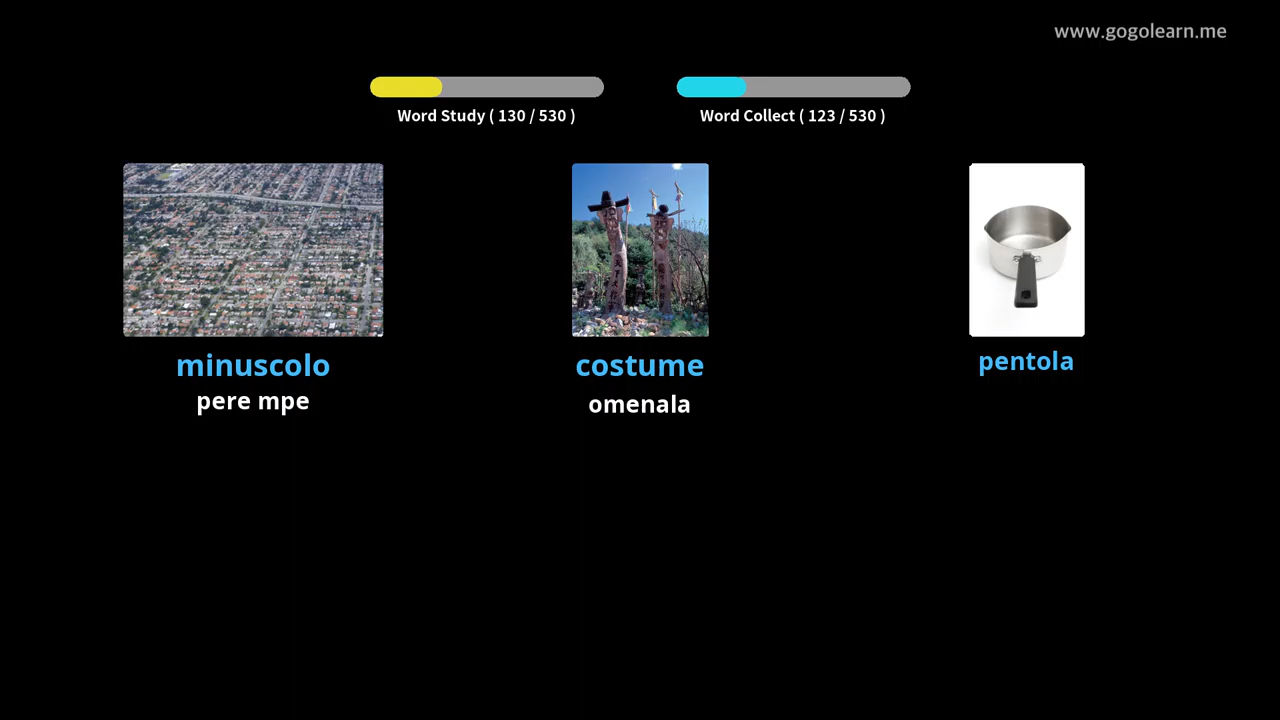 www.gogolearn.me
Word Study ( 130 / 530 )
Word Collect ( 123 / 530 )
minuscolo
pere mpe
costume
omenala
pentola